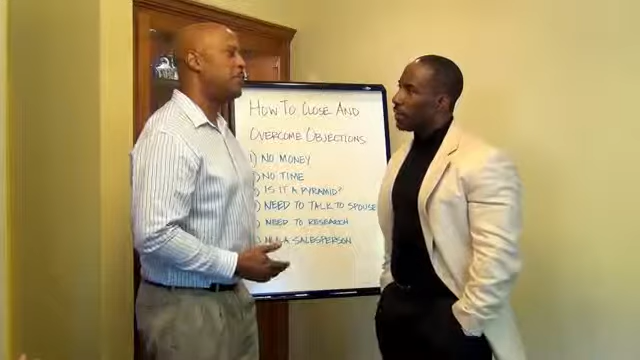 HOW TO CLOSE AND
OVERCOME OBJECTIONS
1) NO MONEY
) NO TIME
) IS IT A PYRAMID?
) NEED TO TALK TO SPOUSE
) NEED TO RESEARCH
A SALESPERSON